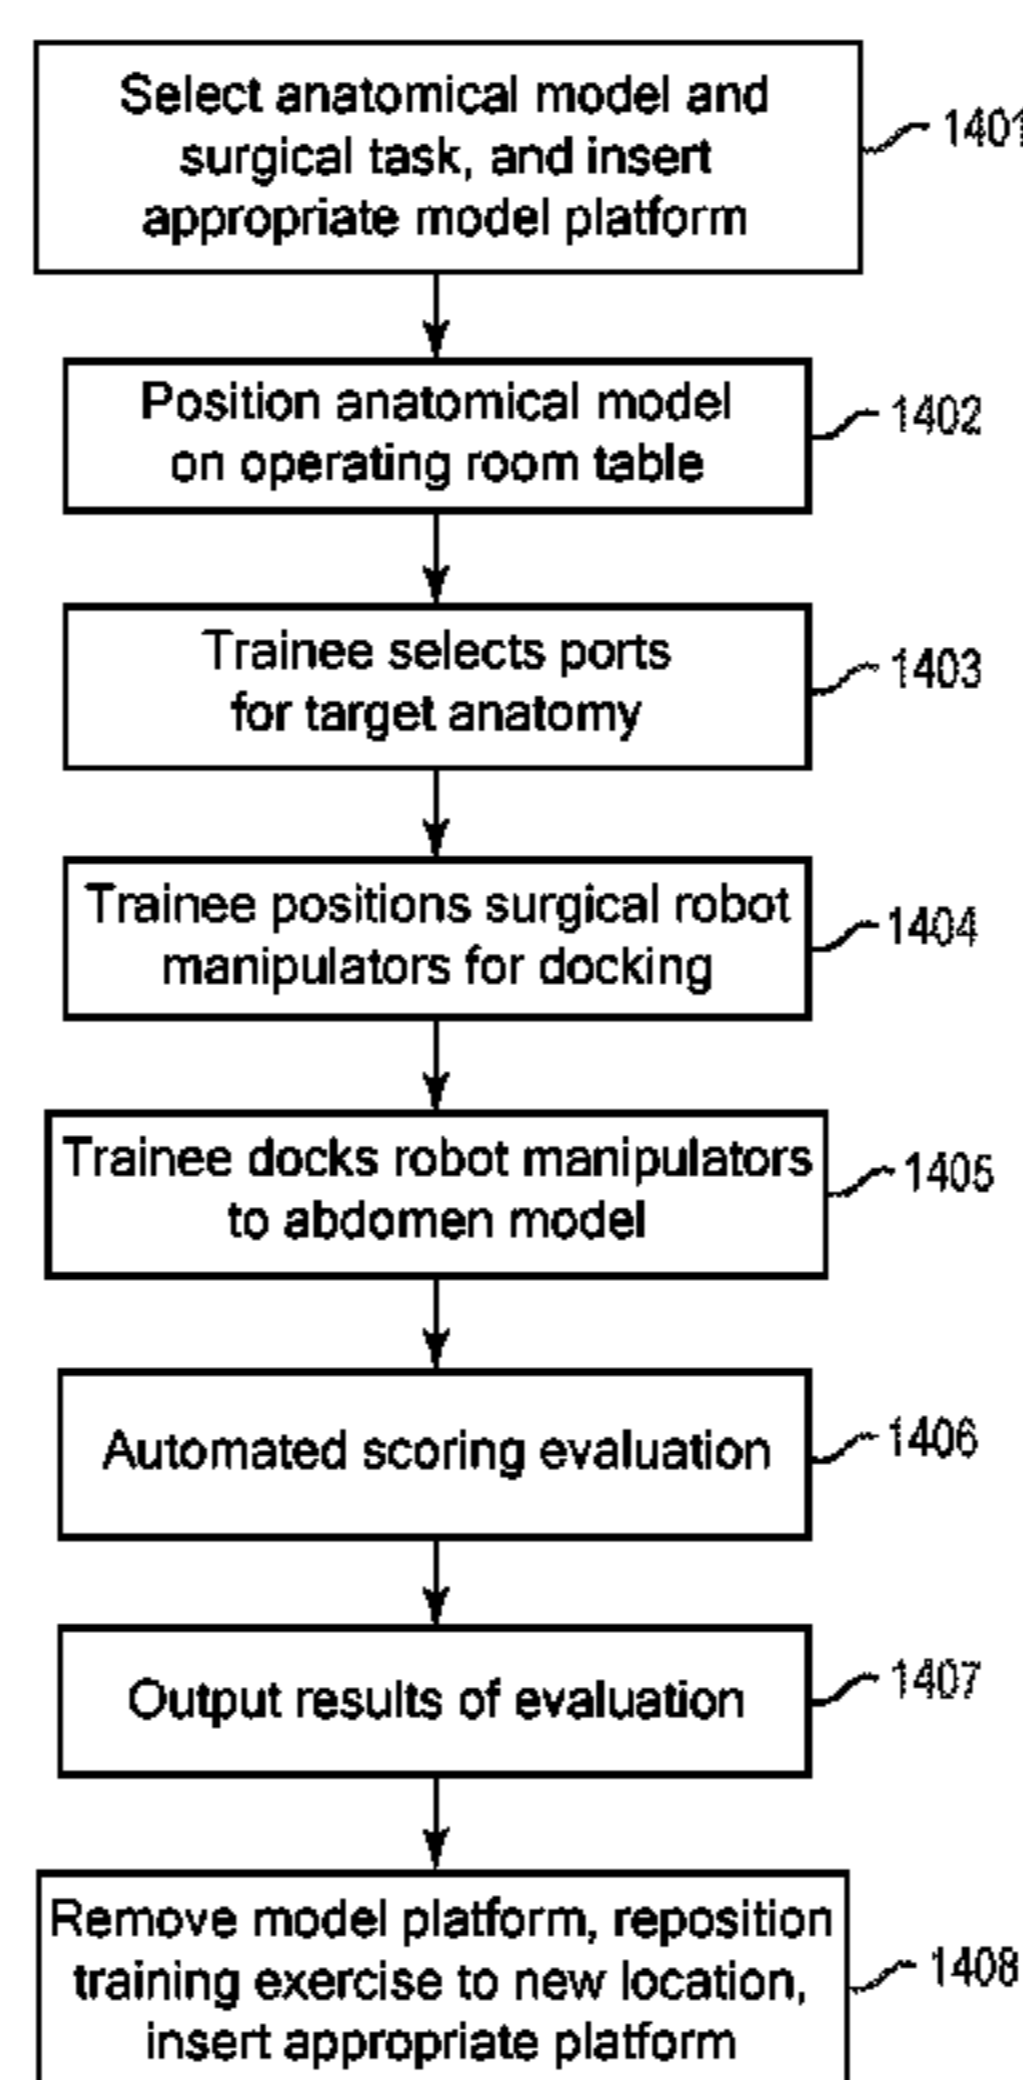 Select anatomical model and
surgical task, and insert
appropriate model platform
1401
Position anatomical model
on operating room table
1402
Trainee selects ports
for target anatomy
1403
Trainee positions surgical robot
manipulators for docking
1404
Trainee docks robot manipulators
to abdomen model
1405
Automated scoring evaluation
1406
Output results of evaluation
1407
Remove model platform, reposition
training exercise to new location,
insert appropriate platform
1408